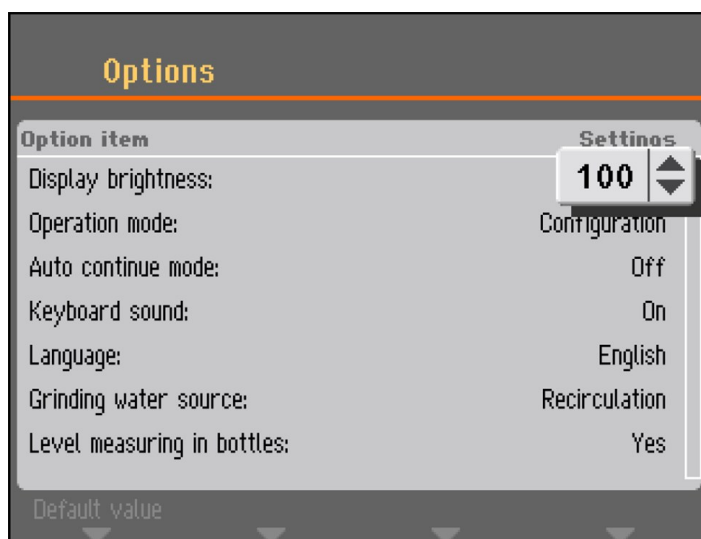 Options
Option item Settings
Display brightness: 100
Operation mode: Configuration
Auto continue mode: Off
Keyboard sound: On
Language: English
Grinding water source: Recirculation
Level measuring in bottles: Yes
Default value